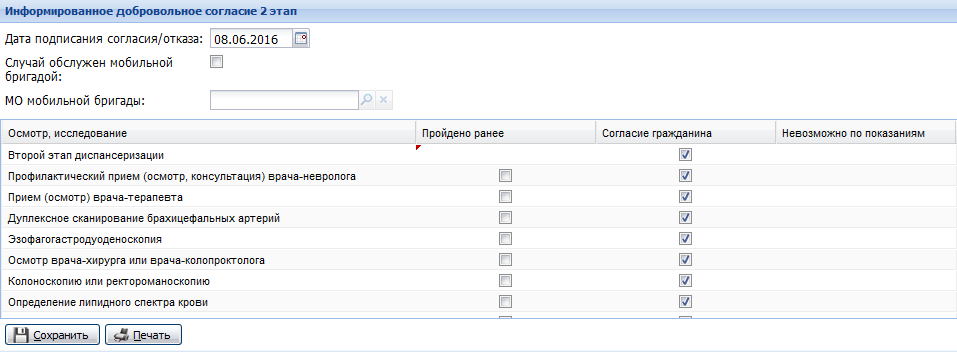 Информированное добровольное согласие 2 этап
Дата подписания согласия/отказа: 08.06.2016
Случай обслужен мобильной
бригадой:
МО мобильной бригады:
Осмотр, исследование Пройдено ранее Согласие гражданина Невозможно по показаниям
Второй этап диспансеризации
Профилактический прием (осмотр, консультация) врача-невролога
Прием (осмотр) врача-терапевта
Дуплексное сканирование брахицефальных артерий
Эзофагогастродуоденоскопия
Осмотр врача-хирурга или врача-колопроктолога
Колоноскопию или ректороманоскопию
Определение липидного спектра крови
Сохранить Печать